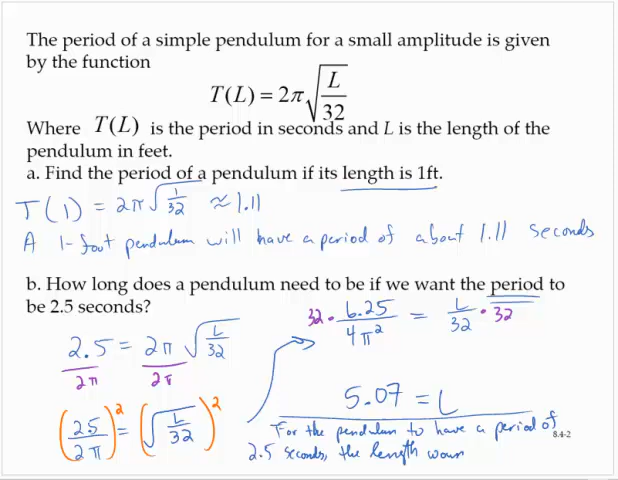 The period of a simple pendulum for a small amplitude is given
by the function
T(L) = 2π√(L/32)
Where T(L) is the period in seconds and L is the length of the
pendulum in feet.
a. Find the period of a pendulum if its length is 1ft.
T(1) = 2π√(1/32) ≈ 1.11
A 1-foot pendulum will have a period of about 1.11 seconds
b. How long does a pendulum need to be if we want the period to
be 2.5 seconds?
2.5/2π = 2π/2π √(L/32)
(2.5/2π)² = (√(L/32))²
32 · 6.25/4π² = L/32 · 32
5.07 = L
For the pendulum to have a period of
2.5 seconds, the length woun
8.4-2